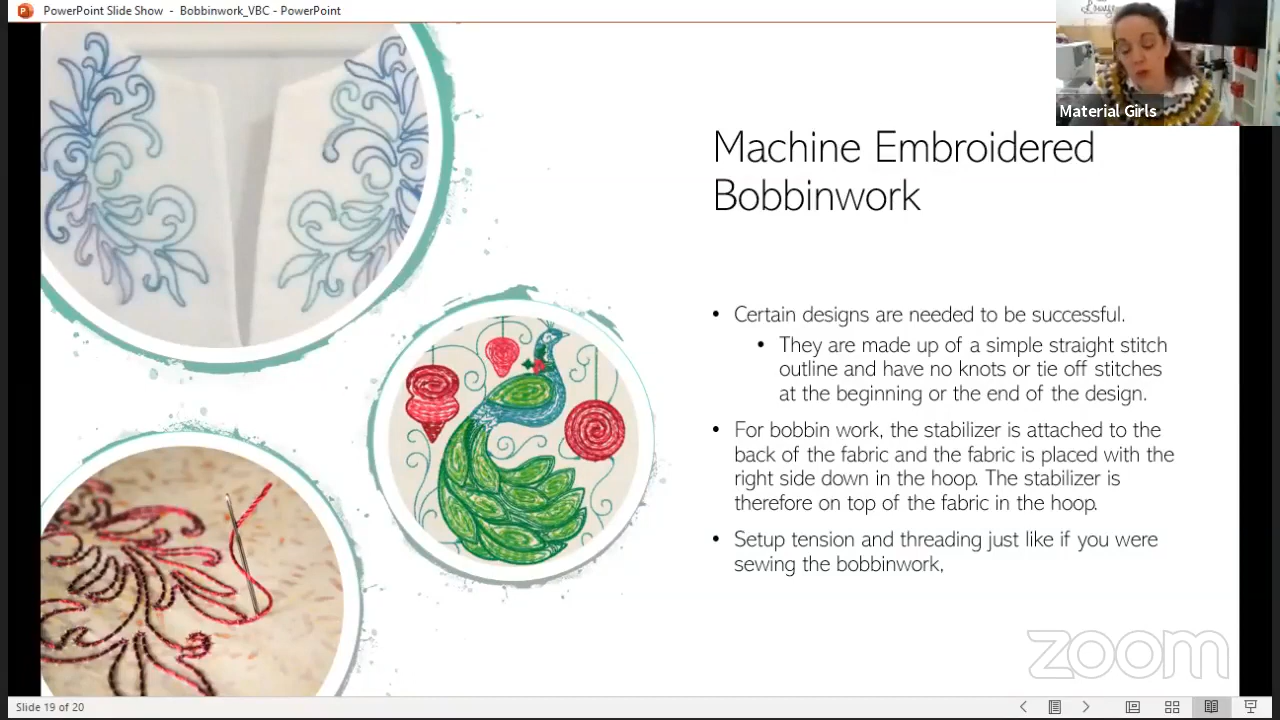 PowerPoint Slide Show - Bobbinwork_VBC - PowerPoint
Material Girls
Machine Embroidered
Bobbinwork
• Certain designs are needed to be successful.
• They are made up of a simple straight stitch
outline and have no knots or tie off stitches
at the beginning or the end of the design.
• For bobbin work, the stabilizer is attached to the
back of the fabric and the fabric is placed with the
right side down in the hoop. The stabilizer is
therefore on top of the fabric in the hoop.
• Setup tension and threading just like if you were
sewing the bobbinwork,
zoom
Slide 19 of 20